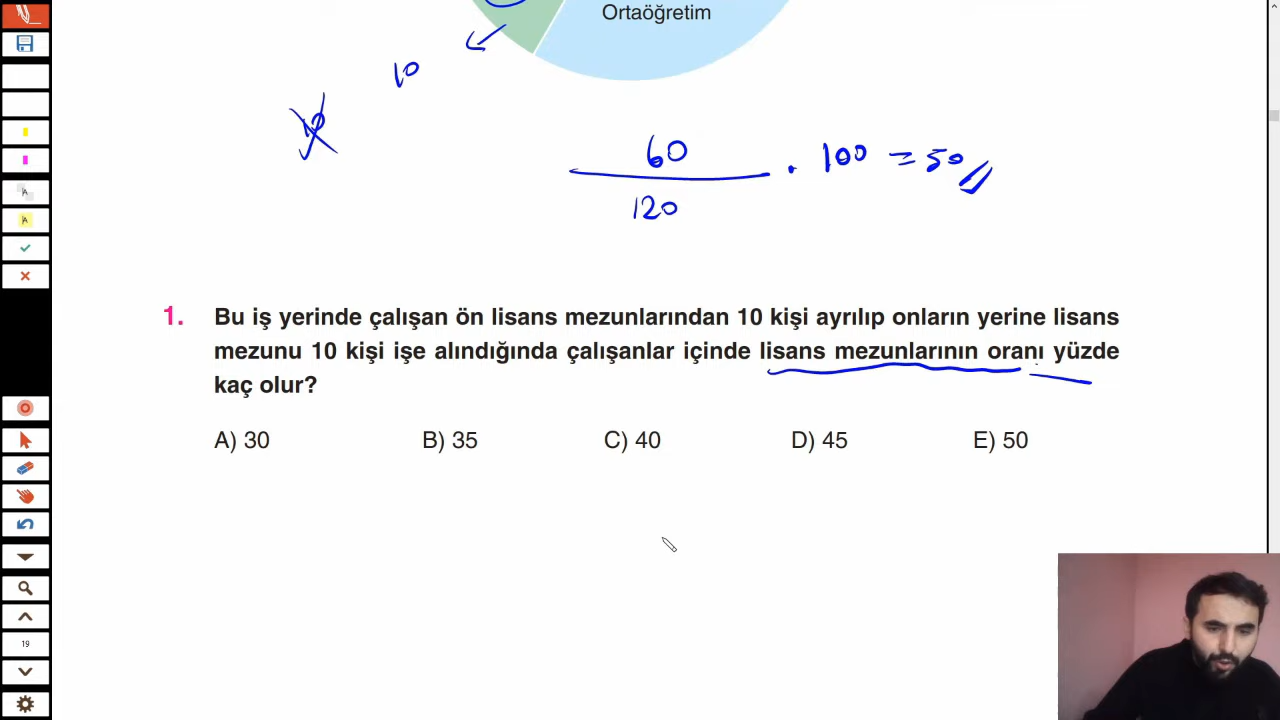 Ortaöğretim
10
60
120
. 100 = 50
1. Bu iş yerinde çalışan ön lisans mezunlarından 10 kişi ayrılıp onların yerine lisans
mezunu 10 kişi işe alındığında çalışanlar içinde lisans mezunlarının oranı yüzde
kaç olur?
A) 30 B) 35 C) 40 D) 45 E) 50
A
A
19